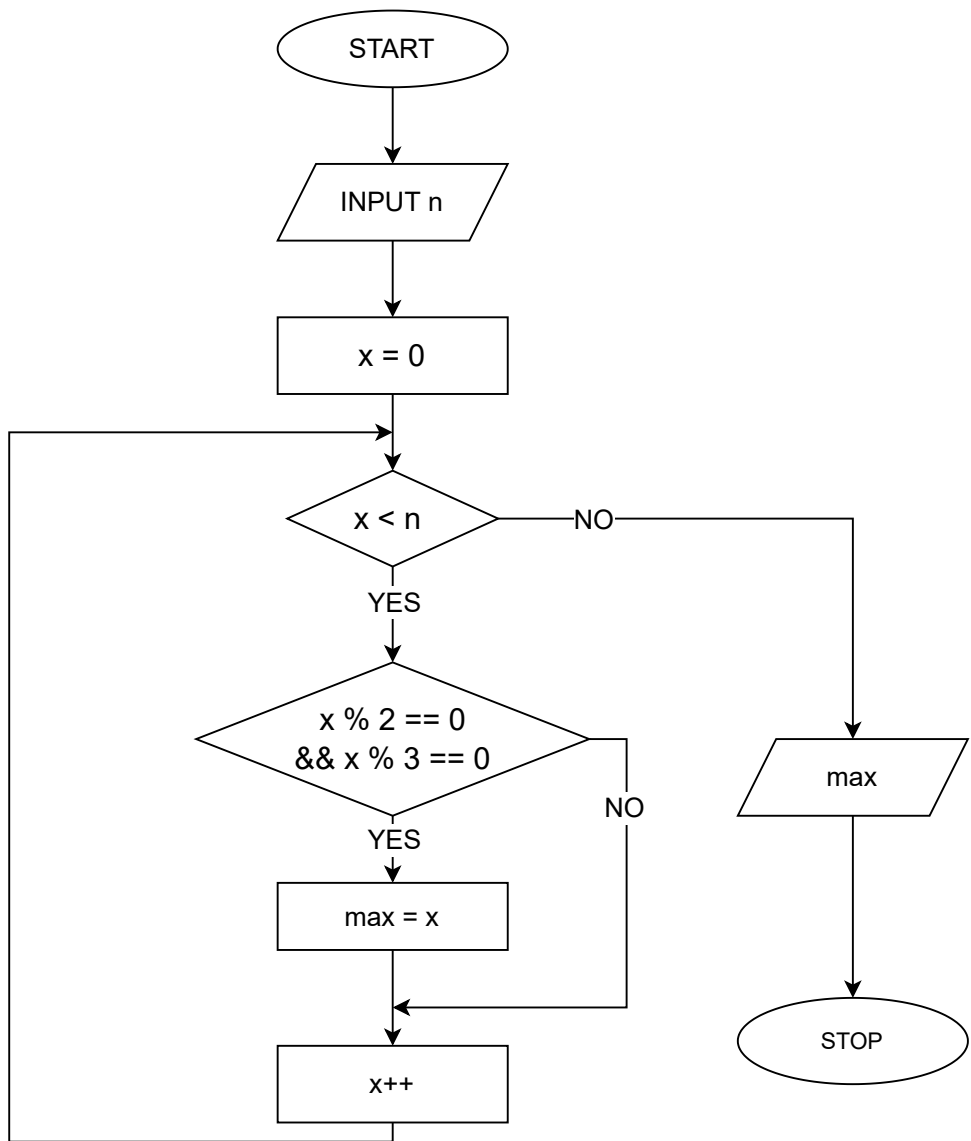 START
INPUT n
x = 0
x < n
NO
YES
x % 2 == 0
&& x % 3 == 0
NO
YES
max = x
x++
max
STOP